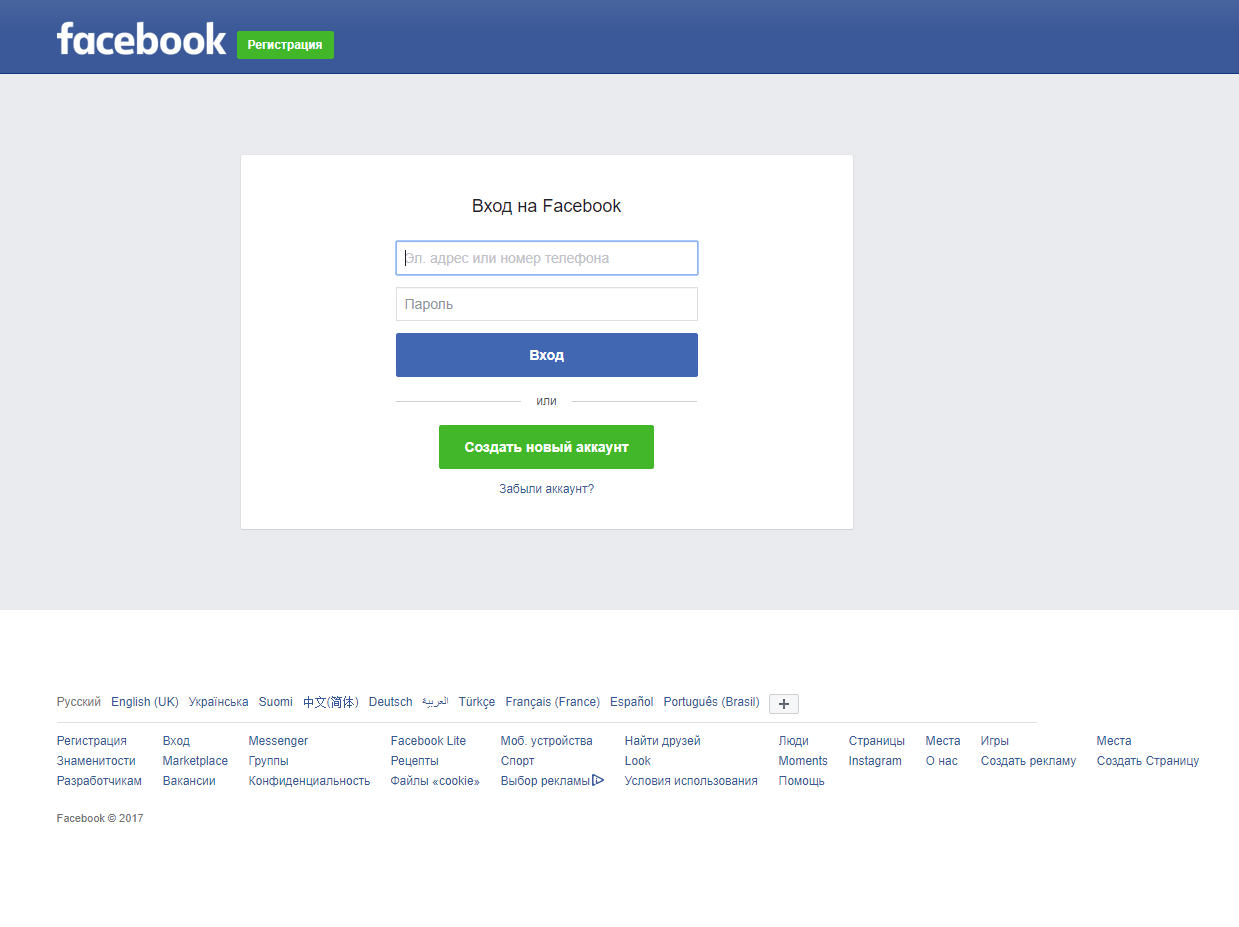 facebook Регистрация
Вход на Facebook
Эл. адрес или номер телефона
Пароль
Вход
или
Создать новый аккаунт
Забыли аккаунт?
Русский English (UK) Українська Suomi 中文(简体) Deutsch العربية Türkçe Français (France) Español Português (Brasil)
Регистрация Вход Messenger Facebook Lite Моб. устройства Найти друзей Люди Страницы Места Игры Места
Знаменитости Marketplace Группы Рецепты Спорт Look Moments Instagram О нас Создать рекламу Создать Страницу
Разработчикам Вакансии Конфиденциальность Файлы «cookie» Выбор рекламы Условия использования Помощь
Facebook © 2017